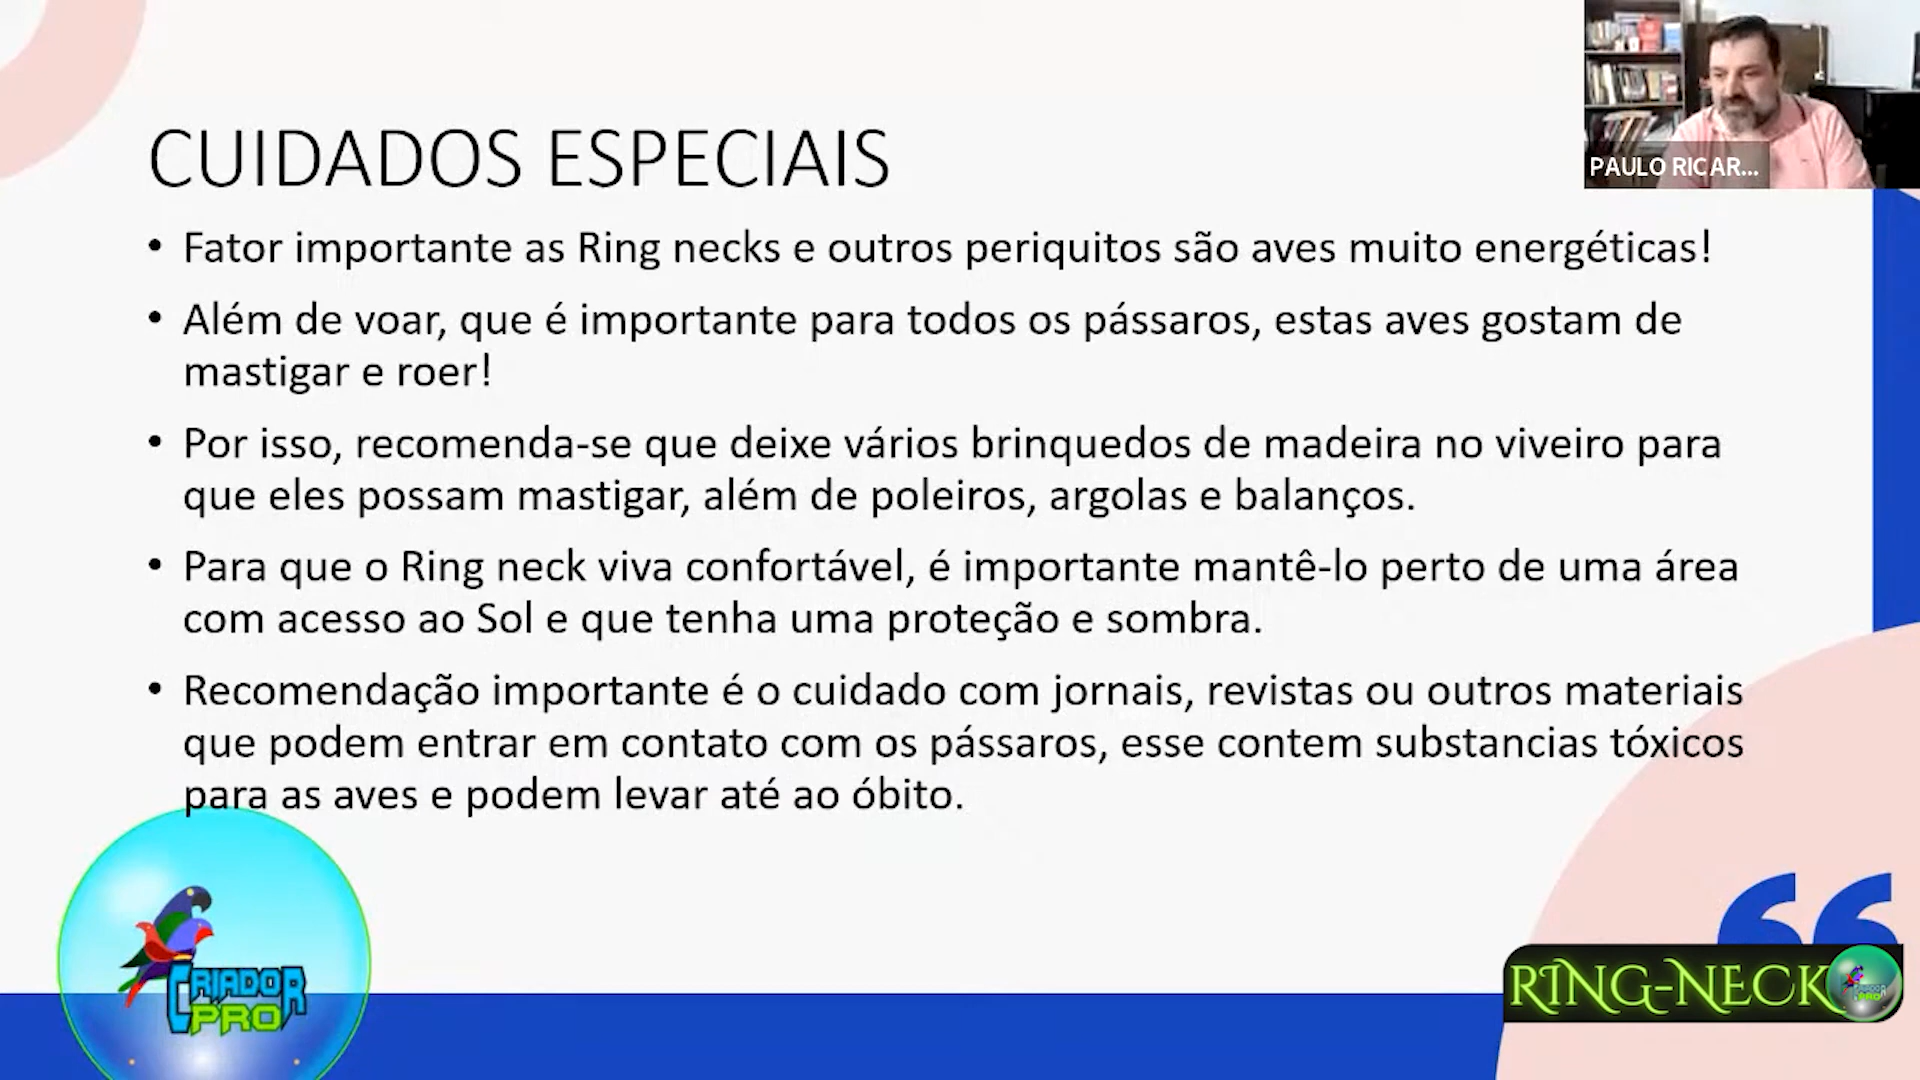 PAULO RICAR...
CUIDADOS ESPECIAIS
• Fator importante as Ring necks e outros periquitos são aves muito energéticas!
• Além de voar, que é importante para todos os pássaros, estas aves gostam de
mastigar e roer!
• Por isso, recomenda-se que deixe vários brinquedos de madeira no viveiro para
que eles possam mastigar, além de poleiros, argolas e balanços.
• Para que o Ring neck viva confortável, é importante mantê-lo perto de uma área
com acesso ao Sol e que tenha uma proteção e sombra.
• Recomendação importante é o cuidado com jornais, revistas ou outros materiais
que podem entrar em contato com os pássaros, esse contem substancias tóxicos
para as aves e podem levar até ao óbito.
CRIADOR
PRO
RING-NECK
CRIADOR
PRO